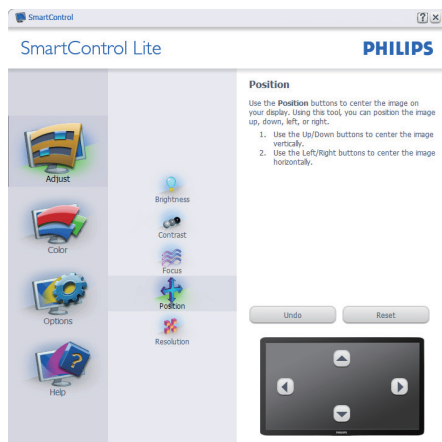 SmartControl
? x
SmartControl Lite
PHILIPS
Adjust
Color
Options
Help
Brightness
Contrast
Focus
Position
Resolution
Position
Use the Position buttons to center the image on
your display. Using this tool, you can position the image
up, down, left, or right.
1. Use the Up/Down buttons to center the image
vertically.
2. Use the Left/Right buttons to center the image
horizontally.
Undo
Reset
PHILIPS